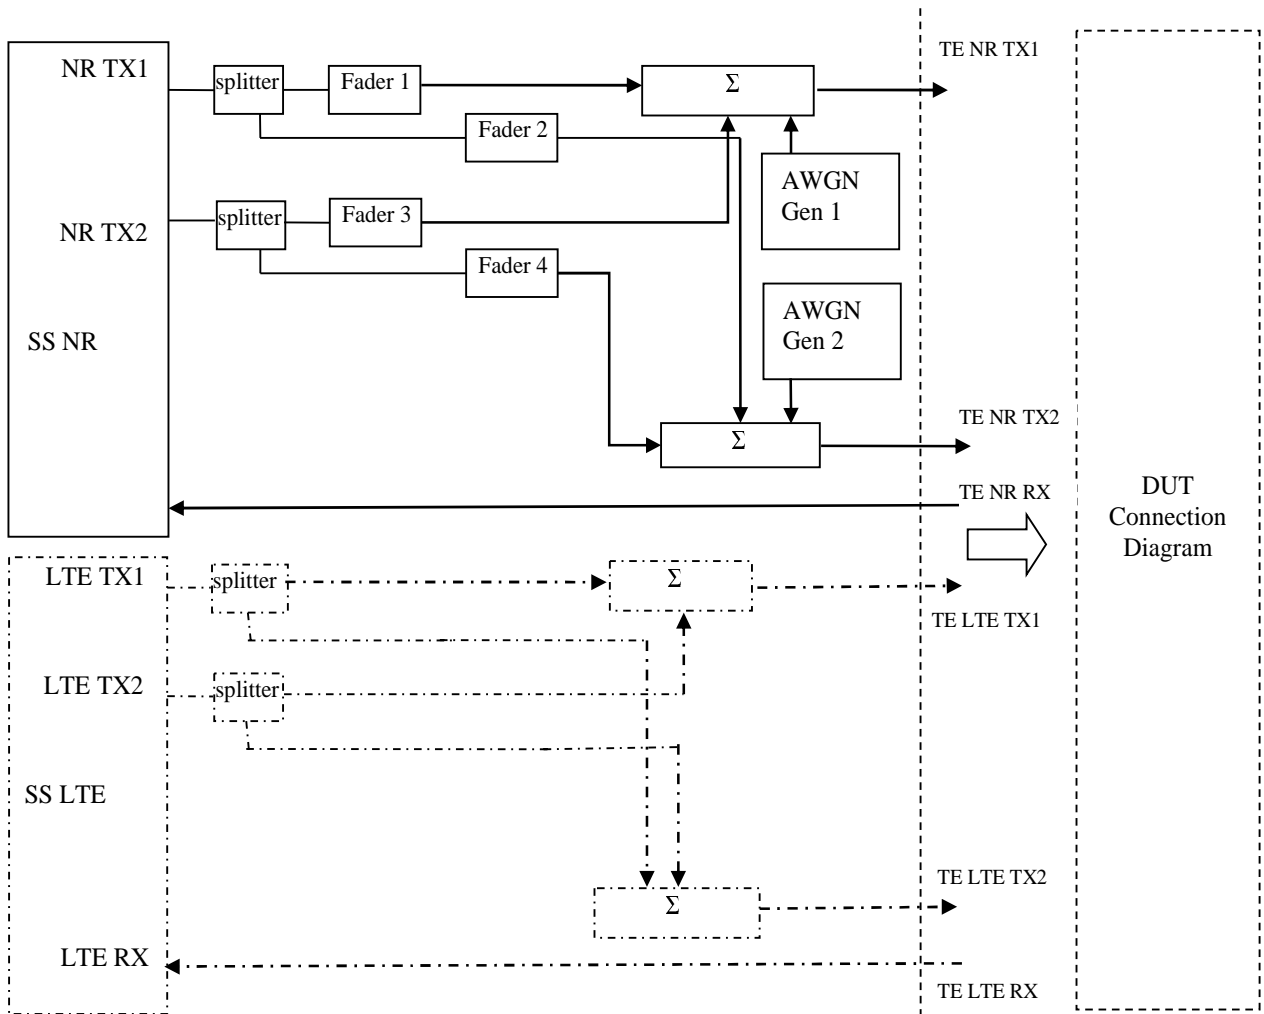 NR TX1
splitter
Fader 1
Σ
TE NR TX1
Fader 2
AWGN
Gen 1
NR TX2
splitter
Fader 3
Fader 4
AWGN
Gen 2
SS NR
Σ
TE NR TX2
TE NR RX
DUT
Connection
Diagram
LTE TX1
splitter
Σ
TE LTE TX1
LTE TX2
splitter
SS LTE
Σ
TE LTE TX2
LTE RX
TE LTE RX